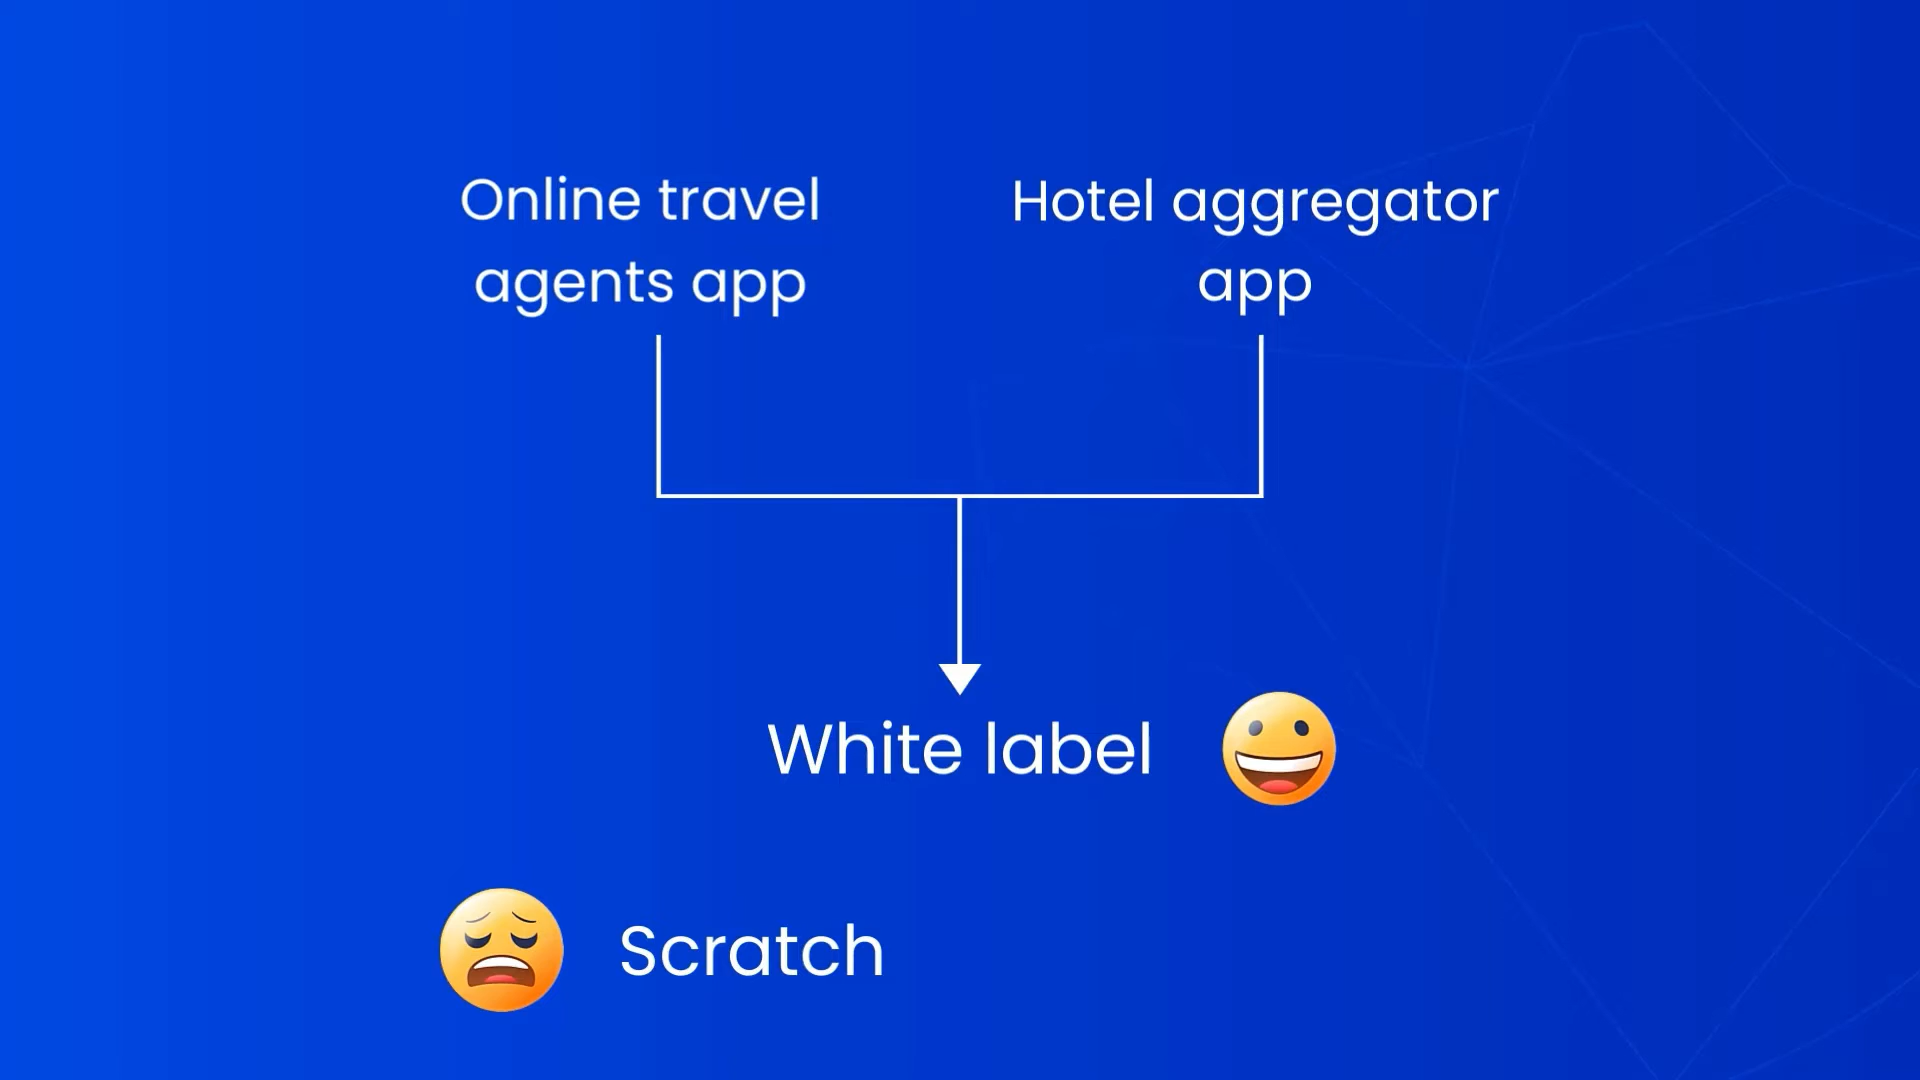 Online travel
agents app
Hotel aggregator
app
White label
Scratch